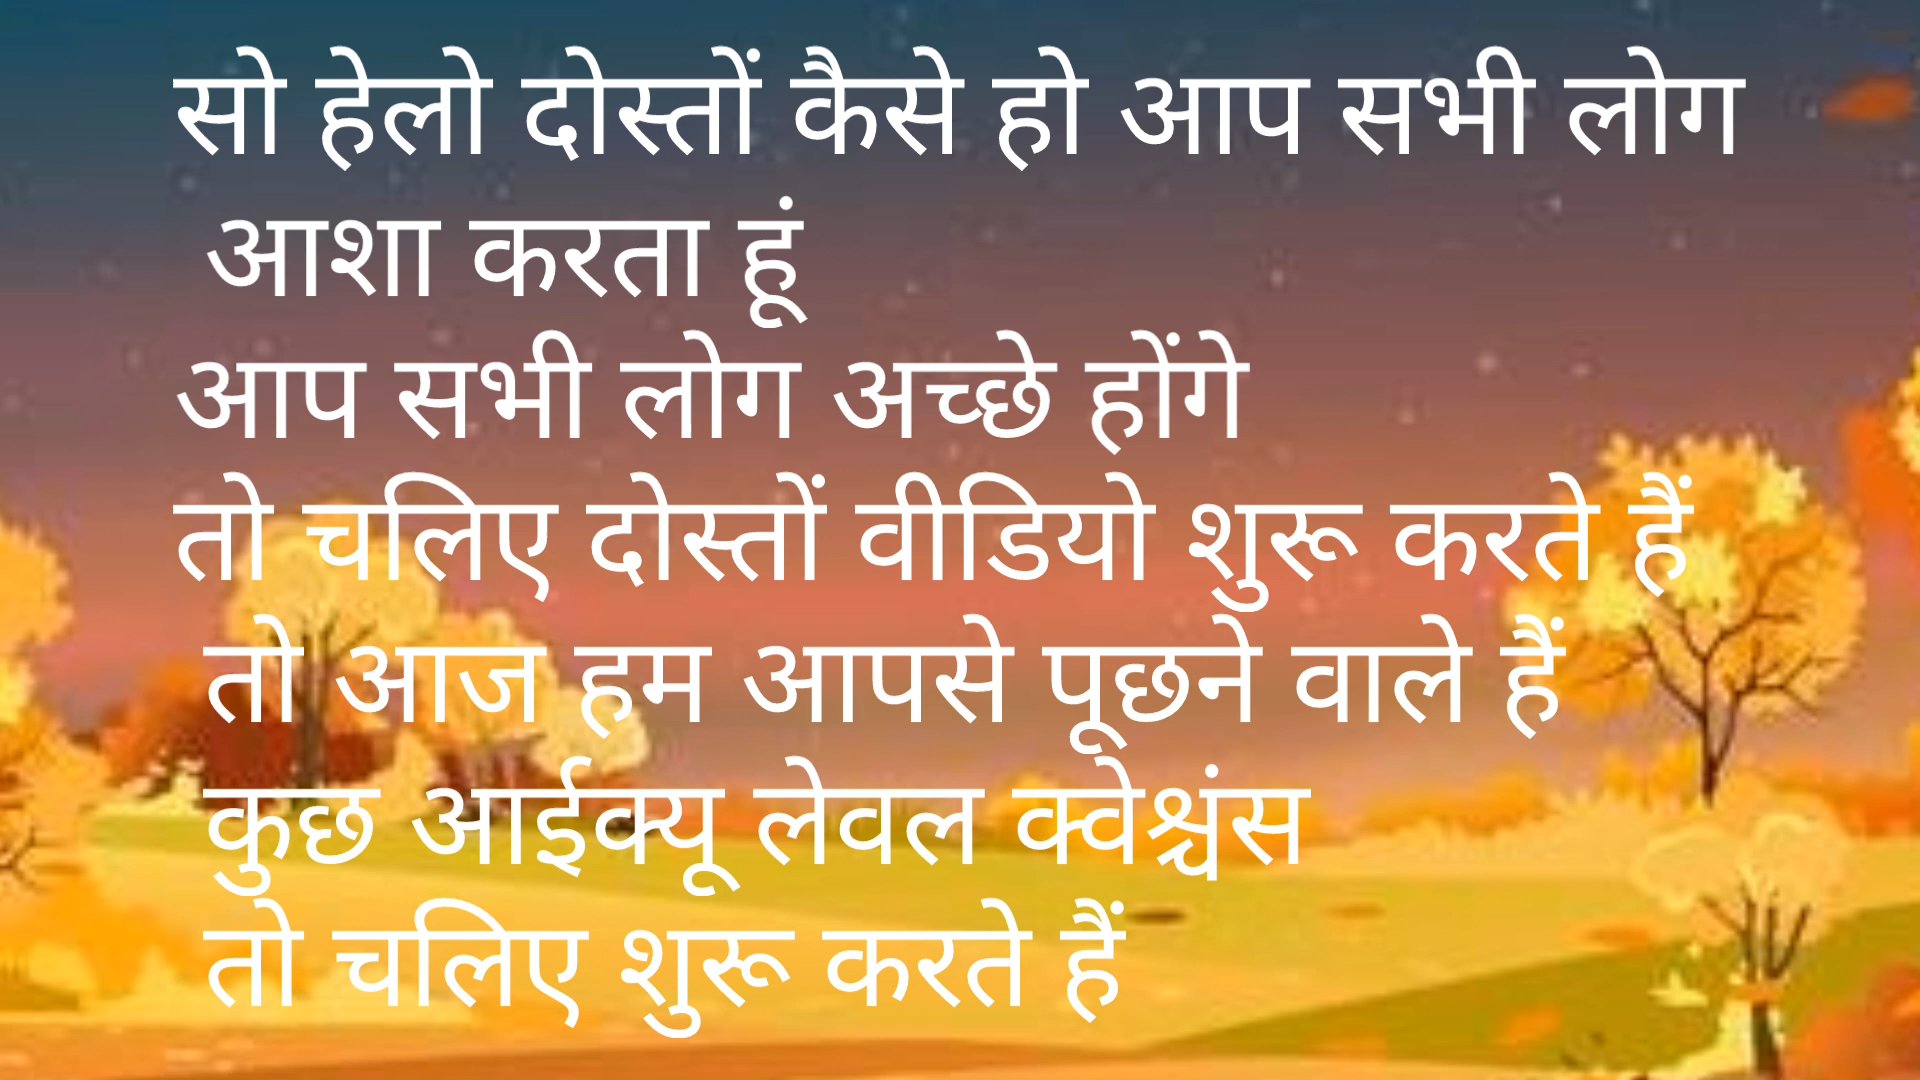 सो हेलो दोस्तों कैसे हो आप सभी लोग
आशा करता हूं
आप सभी लोग अच्छे होंगे
तो चलिए दोस्तों वीडियो शुरू करते हैं
तो आज हम आपसे पूछने वाले हैं
कुछ आईक्यू लेवल क्वेश्चंस
तो चलिए शुरू करते हैं